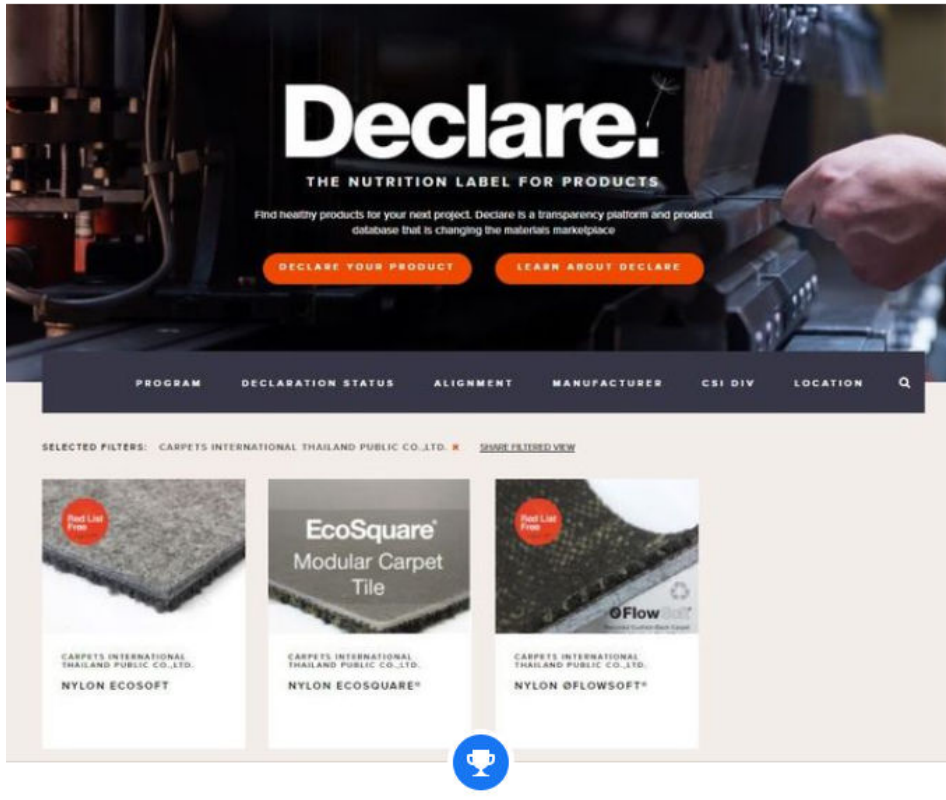 Declare.
THE NUTRITION LABEL FOR PRODUCTS
Find healthy products for your next project. Declare is a transparency platform and product
database that is changing the materials marketplace
DECLARE YOUR PRODUCT
LEARN ABOUT DECLARE
PROGRAM
DECLARATION STATUS
ALIGNMENT
MANUFACTURER
CSI DIV
LOCATION
SELECTED FILTERS: CARPETS INTERNATIONAL THAILAND PUBLIC CO.,LTD. ×
SHARE FILTERED VIEW
Red List
Free
CARPETS INTERNATIONAL
THAILAND PUBLIC CO.,LTD.
NYLON ECOSOFT
EcoSquare®
Modular Carpet
Tile
CARPETS INTERNATIONAL
THAILAND PUBLIC CO.,LTD.
NYLON ECOSQUARE®
Red List
Free
ØFlowSoft®
Cushion Back Carpet
CARPETS INTERNATIONAL
THAILAND PUBLIC CO.,LTD.
NYLON ØFLOWSOFT®